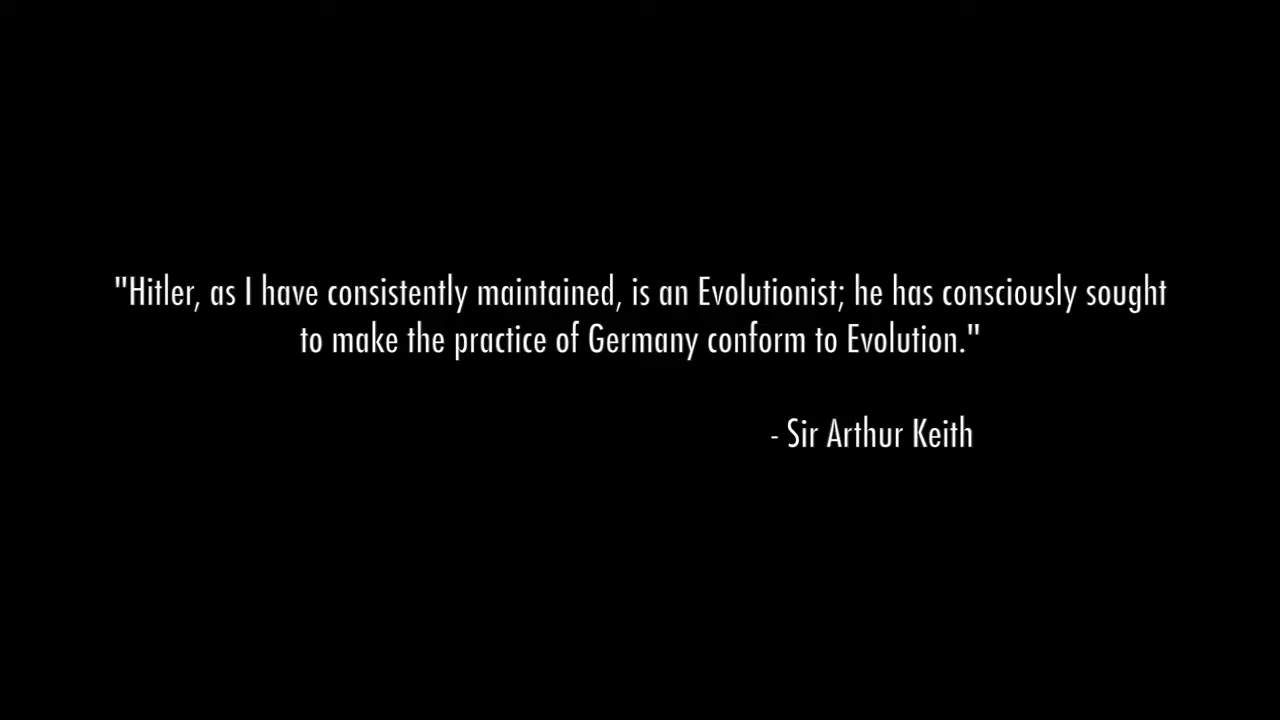 "Hitler, as I have consistently maintained, is an Evolutionist; he has consciously sought
to make the practice of Germany conform to Evolution."
- Sir Arthur Keith